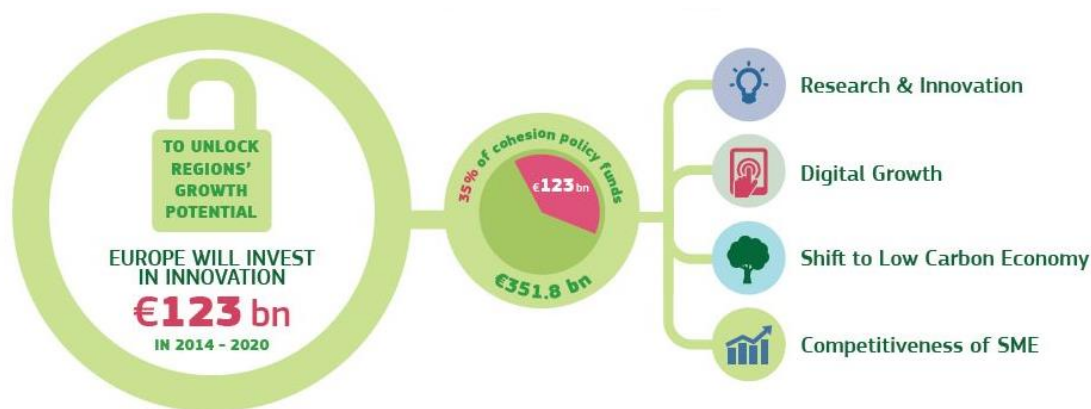 TO UNLOCK
REGIONS'
GROWTH
POTENTIAL
EUROPE WILL INVEST
IN INNOVATION
€123 bn
IN 2014 - 2020
35% of cohesion policy funds
€123 bn
€351.8 bn
Research & Innovation
Digital Growth
Shift to Low Carbon Economy
Competitiveness of SME